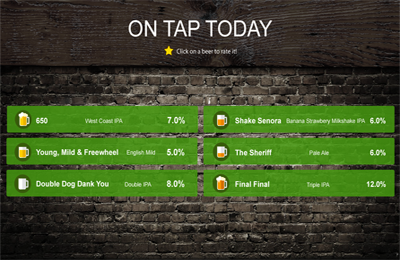 ON TAP TODAY
Click on a beer to rate it!
650 West Coast IPA 7.0%
Shake Senora Banana Strawbery Milkshake IPA 6.0%
Young, Mild & Freewheel English Mild 5.0%
The Sheriff Pale Ale 6.0%
Double Dog Dank You Double IPA 8.0%
Final Final Triple IPA 12.0%